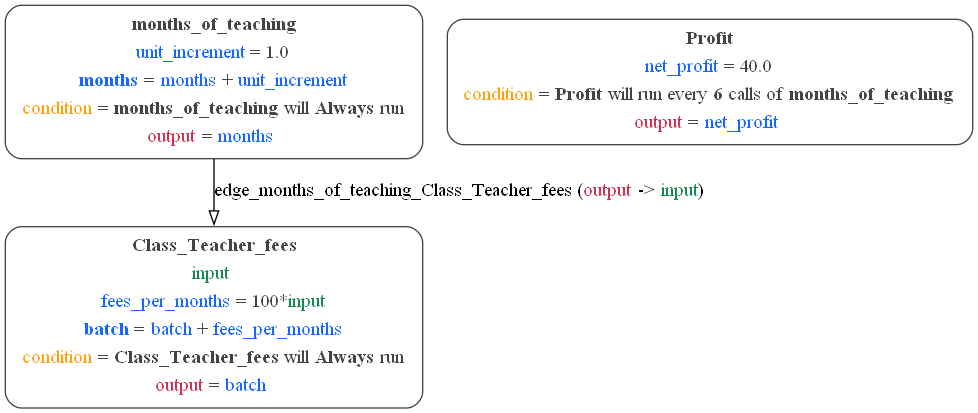 months_of_teaching
unit_increment = 1.0
months = months + unit_increment
condition = months_of_teaching will Always run
output = months
Profit
net_profit = 40.0
condition = Profit will run every 6 calls of months_of_teaching
output = net_profit
edge_months_of_teaching_Class_Teacher_fees (output -> input)
Class_Teacher_fees
input
fees_per_months = 100*input
batch = batch + fees_per_months
condition = Class_Teacher_fees will Always run
output = batch